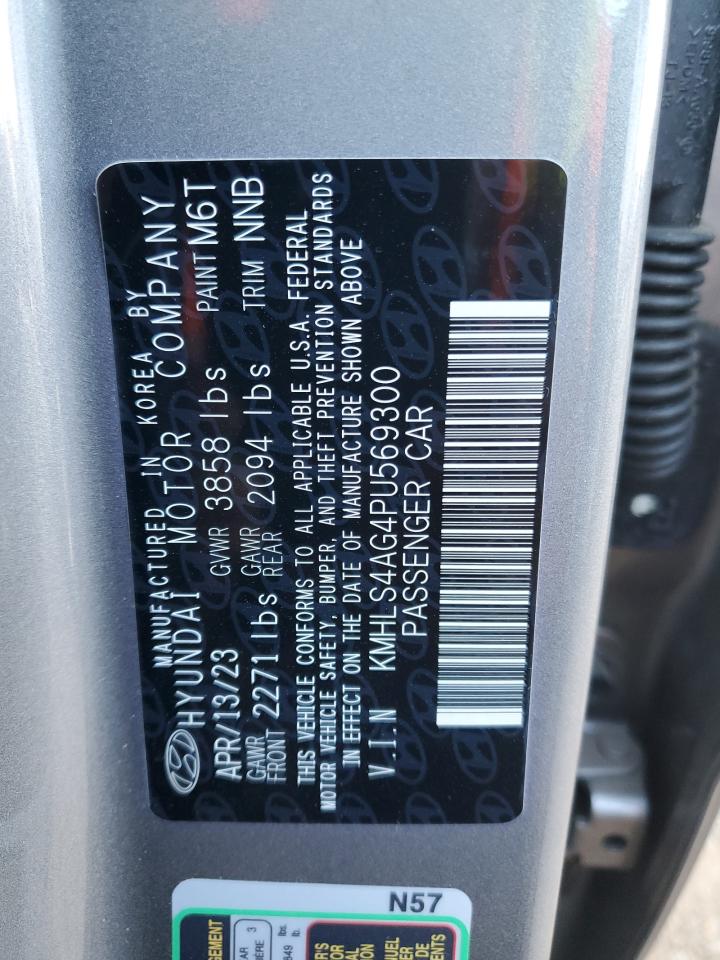 MANUFACTURED IN KOREA BY
HYUNDAI MOTOR COMPANY
APR/13/23 GVWR 3858 lbs PAINT M6T
GAWR FRONT 2271 lbs GAWR REAR 2094 lbs TRIM NNB
THIS VEHICLE CONFORMS TO ALL APPLICABLE U.S.A. FEDERAL
MOTOR VEHICLE SAFETY, BUMPER, AND THEFT PREVENTION STANDARDS
IN EFFECT ON THE DATE OF MANUFACTURE SHOWN ABOVE
V.I.N KMHLS4AG4PU569300
PASSENGER CAR
N57